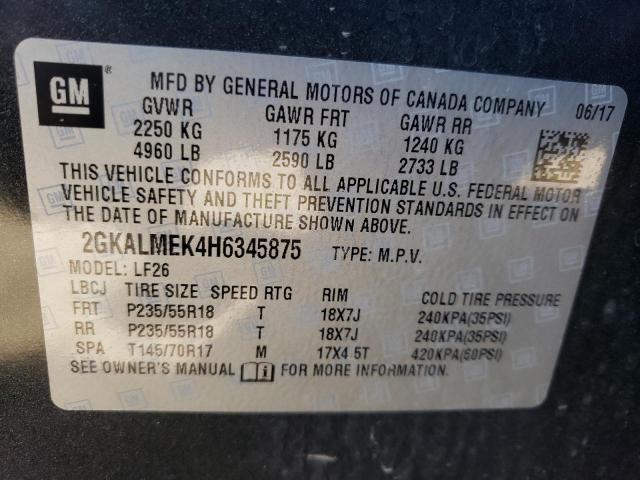 GM ®
MFD BY GENERAL MOTORS OF CANADA COMPANY 06/17
GVWR GAWR FRT GAWR RR
2250 KG 1175 KG 1240 KG
4960 LB 2590 LB 2733 LB
THIS VEHICLE CONFORMS TO ALL APPLICABLE U.S. FEDERAL MOTOR
VEHICLE SAFETY AND THEFT PREVENTION STANDARDS IN EFFECT ON
THE DATE OF MANUFACTURE SHOWN ABOVE.
2GKALMEK4H6345875 TYPE: M.P.V.
MODEL: LF26
LBCJ TIRE SIZE SPEED RTG RIM COLD TIRE PRESSURE
FRT P235/55R18 T 18X7J 240KPA(35PSI)
RR P235/55R18 T 18X7J 240KPA(35PSI)
SPA T145/70R17 M 17X4.5T 420KPA(60PSI)
SEE OWNER'S MANUAL i FOR MORE INFORMATION.